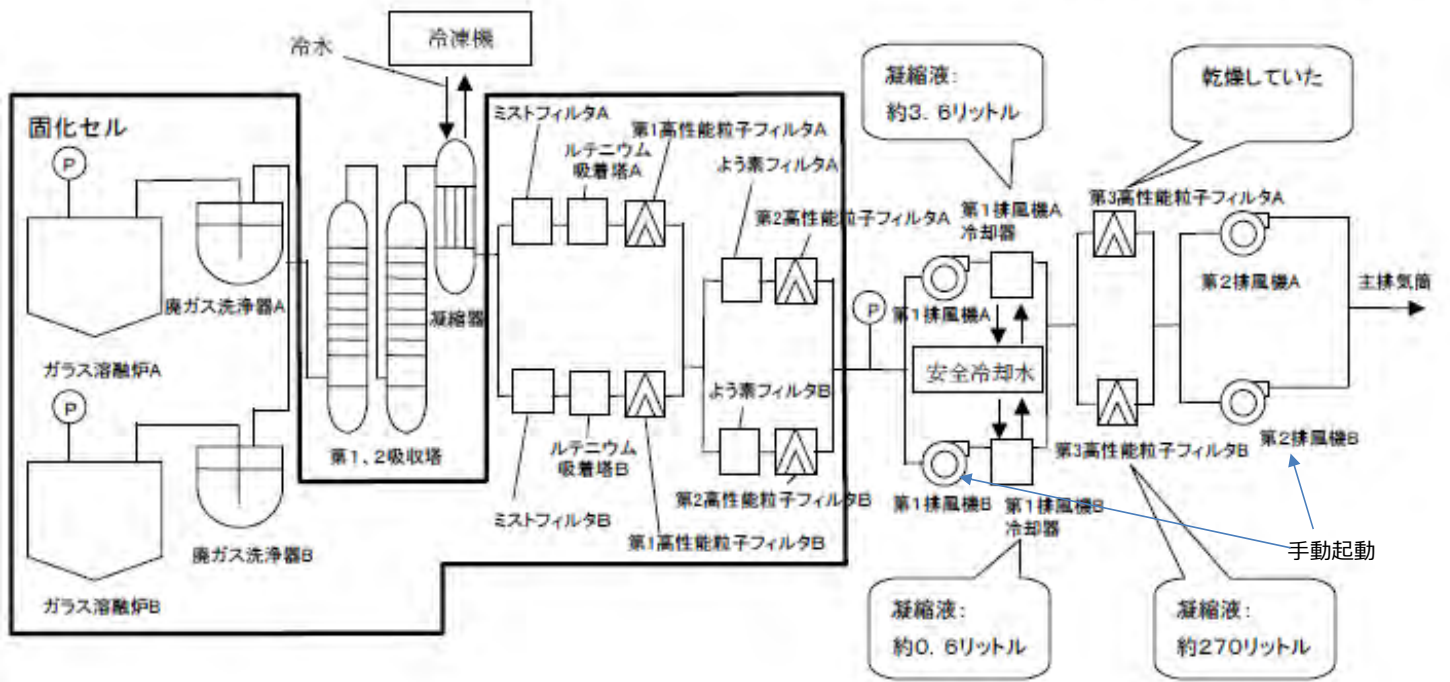 冷水
冷凍機
凝縮液:
約3. 6リットル
乾燥していた
固化セル
P
ミストフィルタA
ルテニウム
吸着塔A
第1高性能粒子フィルタA
よう素フィルタA
第2高性能粒子フィルタA
第1排風機A
冷却器
第3高性能粒子フィルタA
廃ガス洗浄器A
凝縮器
P
第1排風機A
第2排風機A
主排気筒
ガラス溶融炉A
安全冷却水
P
よう素フィルタB
第1、2吸収塔
ルテニウム
吸着塔B
第2高性能粒子フィルタB
第1排風機B
第1排風機B
冷却器
第3高性能粒子フィルタB
第2排風機B
ミストフィルタB
第1高性能粒子フィルタB
廃ガス洗浄器B
手動起動
ガラス溶融炉B
凝縮液:
約0. 6リットル
凝縮液:
約270リットル